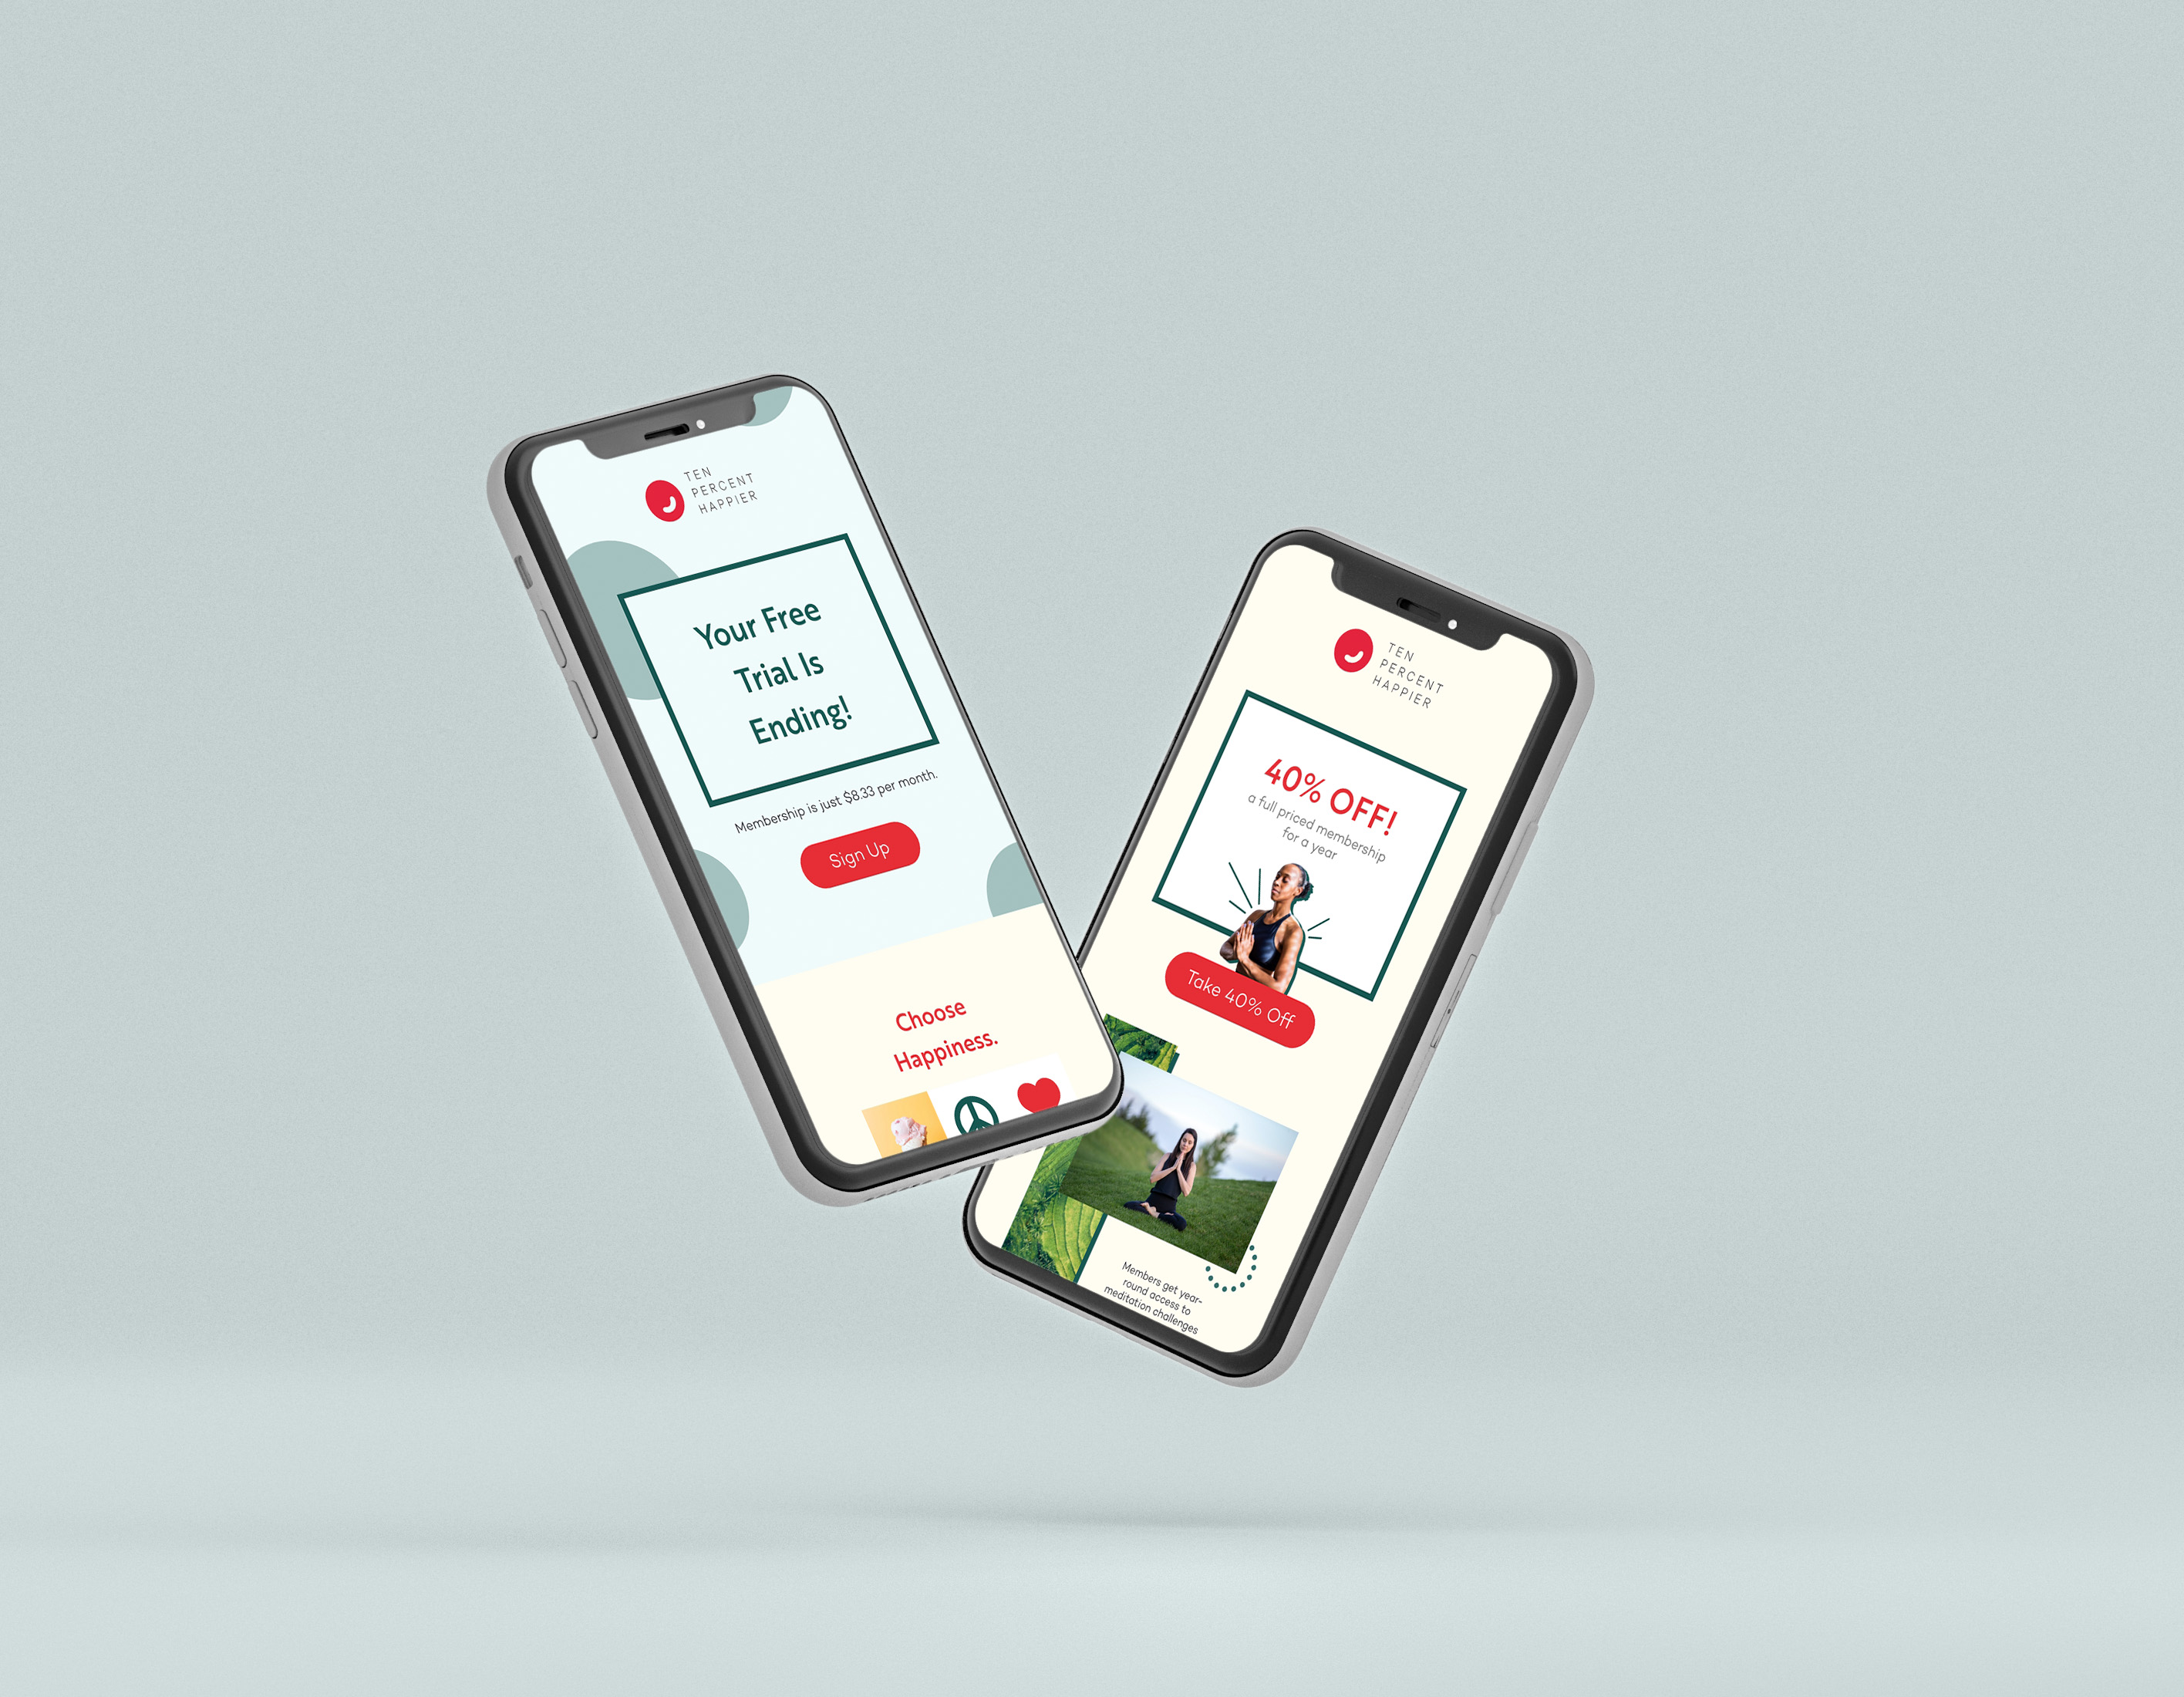 TEN
PERCENT
HAPPIER
Your Free
Trial Is
Ending!
Membership is just $8.33 per month.
Sign Up
Choose
Happiness.
TEN
PERCENT
HAPPIER
40% OFF!
a full priced membership
for a year
Take 40% Off
Members get year-
round access to
meditation challenges